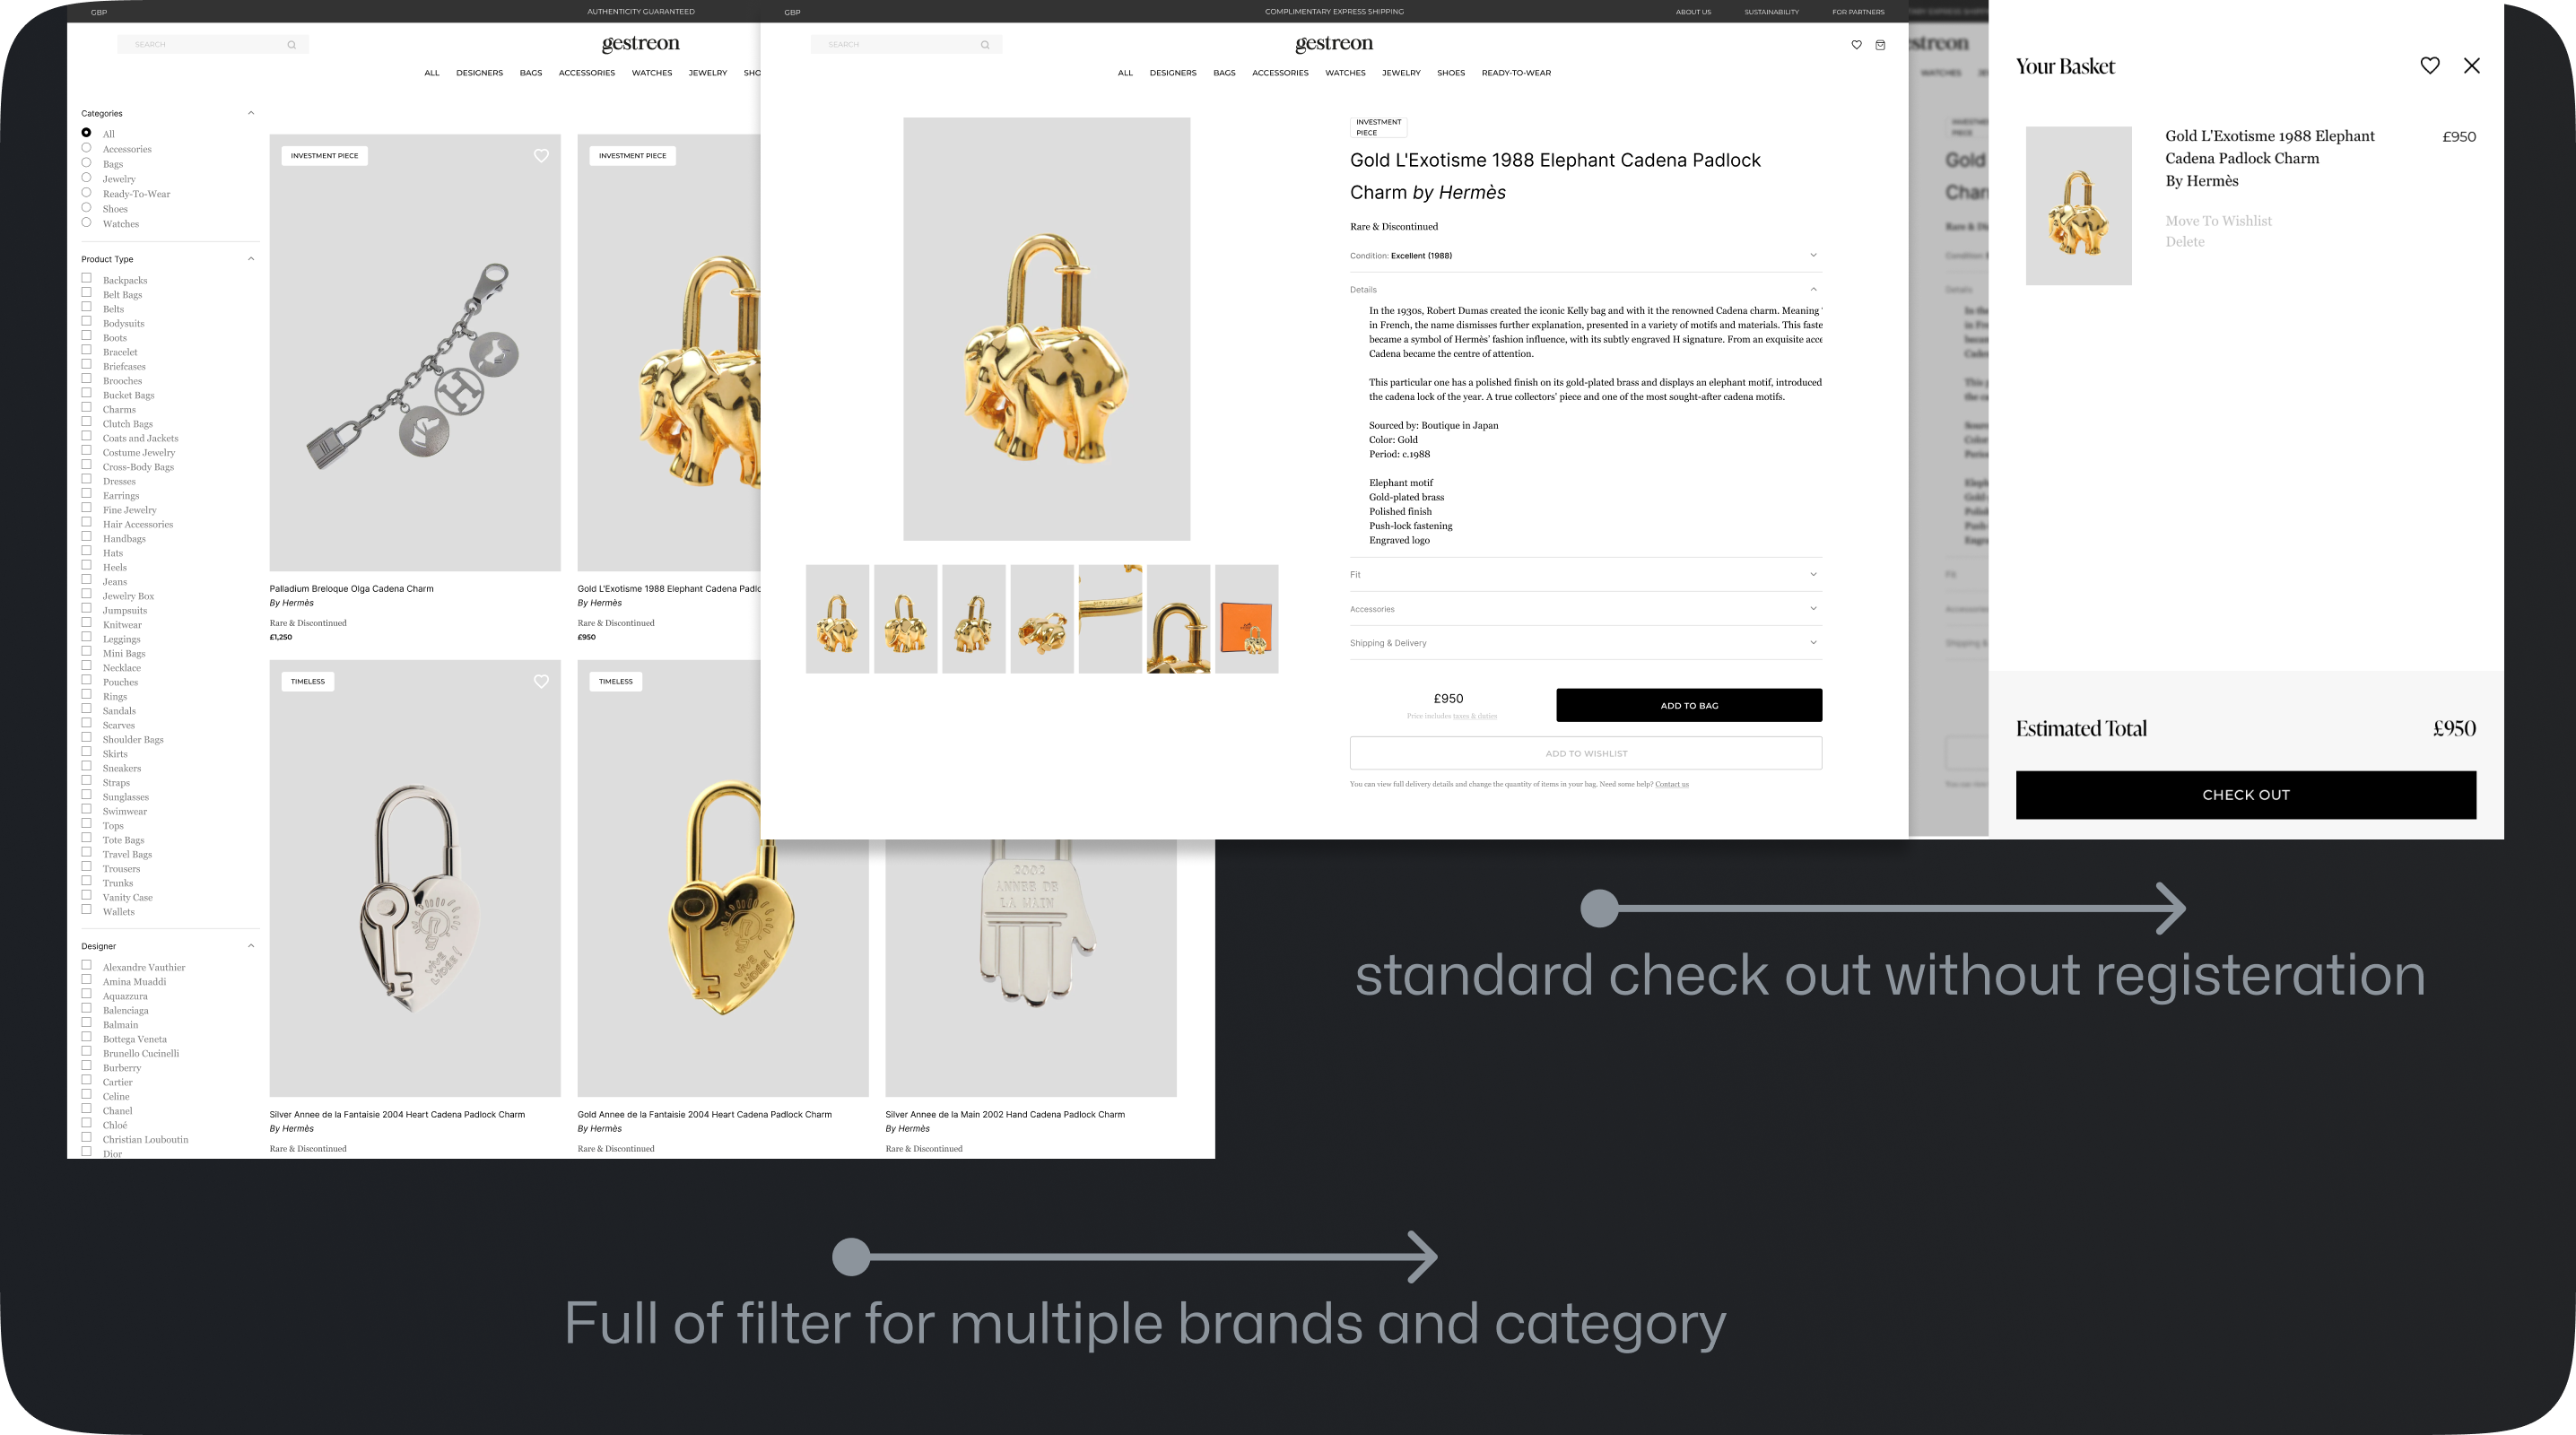 GBP
AUTHENTICITY GUARANTEED
SEARCH
gestreon
ALL DESIGNERS BAGS ACCESSORIES WATCHES JEWELRY SHO
Categories
All
Accessories
Bags
Jewelry
Ready-To-Wear
Shoes
Watches
Product Type
Backpacks
Belt Bags
Belts
Bodysuits
Boots
Bracelet
Briefcases
Brooches
Bucket Bags
Charms
Clutch Bags
Coats and Jackets
Costume Jewelry
Cross-Body Bags
Dresses
Earrings
Fine Jewelry
Hair Accessories
Handbags
Hats
Heels
Jeans
Jewelry Box
Jumpsuits
Knitwear
Leggings
Mini Bags
Necklace
Pouches
Rings
Sandals
Scarves
Shoulder Bags
Skirts
Sneakers
Straps
Sunglasses
Swimwear
Tops
Tote Bags
Travel Bags
Trousers
Trunks
Vanity Case
Wallets
Designer
Alexandre Vauthier
Amina Muaddi
Aquazzura
Balenciaga
Balmain
Bottega Veneta
Brunello Cucinelli
Burberry
Cartier
Celine
Chanel
Chloé
Christian Louboutin
Dior
INVESTMENT PIECE
H
Palladium Breloque Olga Cadena Charm
By Hermès
Rare & Discontinued
£1,250
INVESTMENT PIECE
Gold L'Exotisme 1988 Elephant Cadena Padlo
By Hermès
Rare & Discontinued
£950
TIMELESS
VIVE
L'IDÉE!
Silver Annee de la Fantaisie 2004 Heart Cadena Padlock Charm
By Hermès
Rare & Discontinued
TIMELESS
VIVE
L'IDÉE!
Gold Annee de la Fantaisie 2004 Heart Cadena Padlock Charm
By Hermès
Rare & Discontinued
2002
ANNEE DE
LA MAIN
Silver Annee de la Main 2002 Hand Cadena Padlock Charm
By Hermès
Rare & Discontinued
GBP
COMPLIMENTARY EXPRESS SHIPPING
ABOUT US SUSTAINABILITY FOR PARTNERS
SEARCH
gestreon
ALL DESIGNERS BAGS ACCESSORIES WATCHES JEWELRY SHOES READY-TO-WEAR
INVESTMENT
PIECE
Gold L'Exotisme 1988 Elephant Cadena Padlock
Charm by Hermès
Rare & Discontinued
Condition: Excellent (1988)
Details
In the 1930s, Robert Dumas created the iconic Kelly bag and with it the renowned Cadena charm. Meaning '
in French, the name dismisses further explanation, presented in a variety of motifs and materials. This faste
became a symbol of Hermès' fashion influence, with its subtly engraved H signature. From an exquisite acce
Cadena became the centre of attention.
This particular one has a polished finish on its gold-plated brass and displays an elephant motif, introduced
the cadena lock of the year. A true collectors' piece and one of the most sought-after cadena motifs.
Sourced by: Boutique in Japan
Color: Gold
Period: c.1988
Elephant motif
Gold-plated brass
Polished finish
Push-lock fastening
Engraved logo
Fit
Accessories
Shipping & Delivery
£950
Price includes taxes & duties
ADD TO BAG
ADD TO WISHLIST
You can view full delivery details and change the quantity of items in your bag. Need some help? Contact us
streon
WATCHES
Gold
Char
Your Basket
Gold L'Exotisme 1988 Elephant
Cadena Padlock Charm
By Hermès
£950
Move To Wishlist
Delete
Estimated Total
£950
CHECK OUT
standard check out without registeration
Full of filter for multiple brands and category